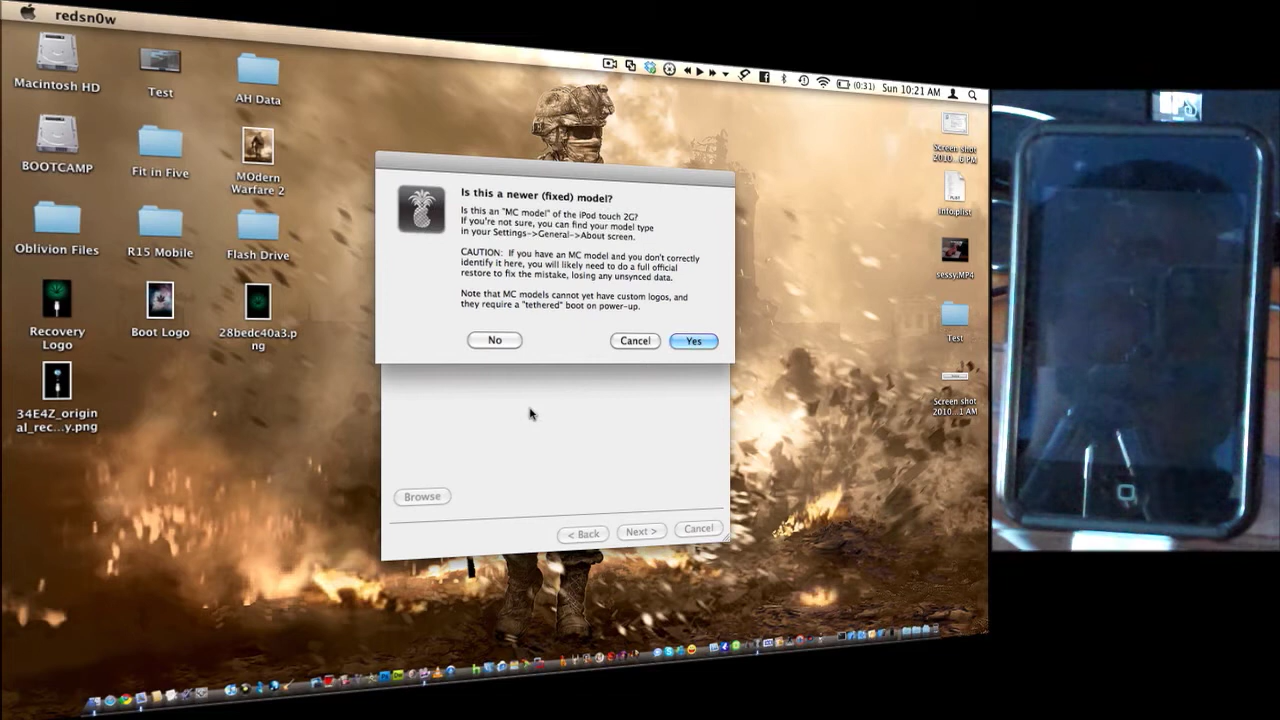 redsn0w
(0:31) Sun 10:21 AM
Macintosh HD
Test
AH Data
BOOTCAMP
Fit in Five
MOdern
Warfare 2
Oblivion Files
R15 Mobile
Flash Drive
Recovery
Logo
Boot Logo
28bedc40a3.p
ng
34E4Z_origin
al_rec...y.png
Is this a newer (fixed) model?
Is this an "MC model" of the iPod touch 2G?
If you're not sure, you can find your model type
in your Settings->General->About screen.
CAUTION: If you have an MC model and you don't correctly
identify it here, you will likely need to do a full official
restore to fix the mistake, losing any unsynced data.
Note that MC models cannot yet have custom logos, and
they require a "tethered" boot on power-up.
No
Cancel
Yes
Browse
< Back
Next >
Cancel
Screen shot
2010...6 PM
Info.plist
sessy.MP4
Test
Screen shot
2010...1 AM